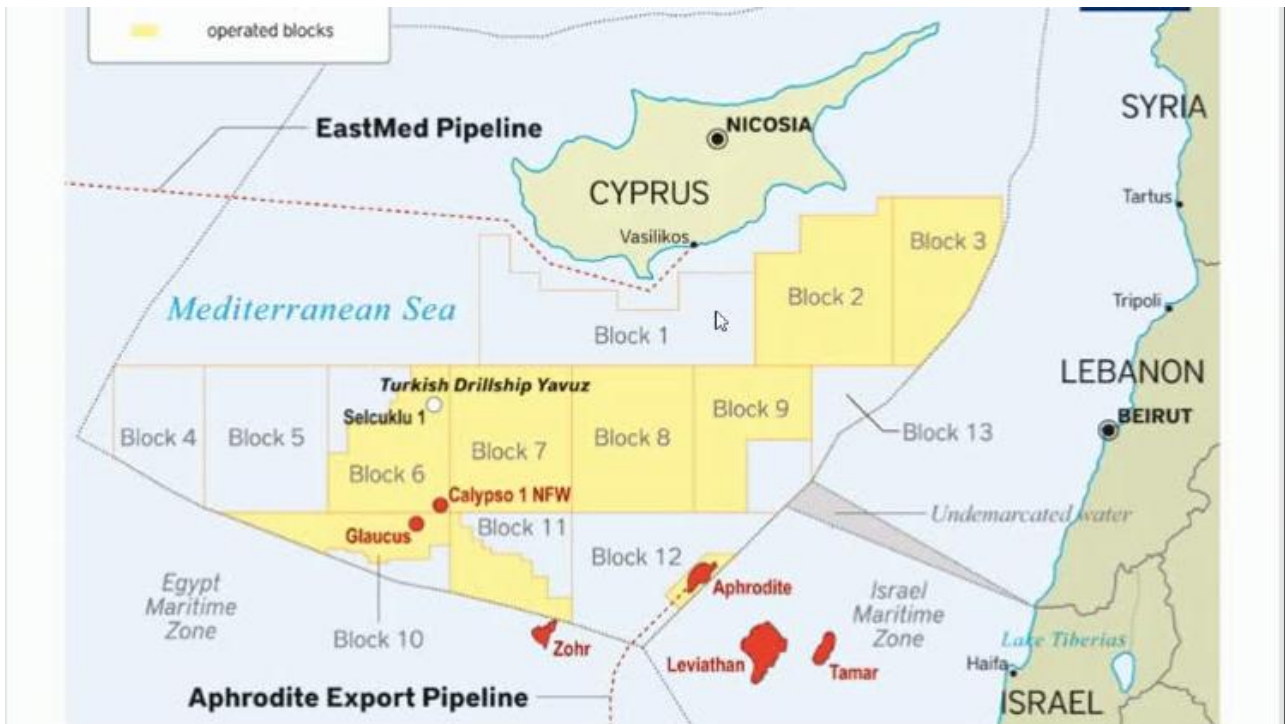 operated blocks
EastMed Pipeline
NICOSIA
CYPRUS
Vasilikos
SYRIA
Tartus
Tripoli
LEBANON
BEIRUT
Mediterranean Sea
Block 1
Block 2
Block 3
Turkish Drillship Yavuz
Selcuklu 1
Block 4
Block 5
Block 6
Block 7
Block 8
Block 9
Block 13
Calypso 1 NFW
Glaucus
Block 11
Block 12
Undemarcated water
Aphrodite
Egypt
Maritime
Zone
Israel
Maritime
Zone
Block 10
Zohr
Leviathan
Tamar
Lake Tiberias
Haifa
ISRAEL
Aphrodite Export Pipeline